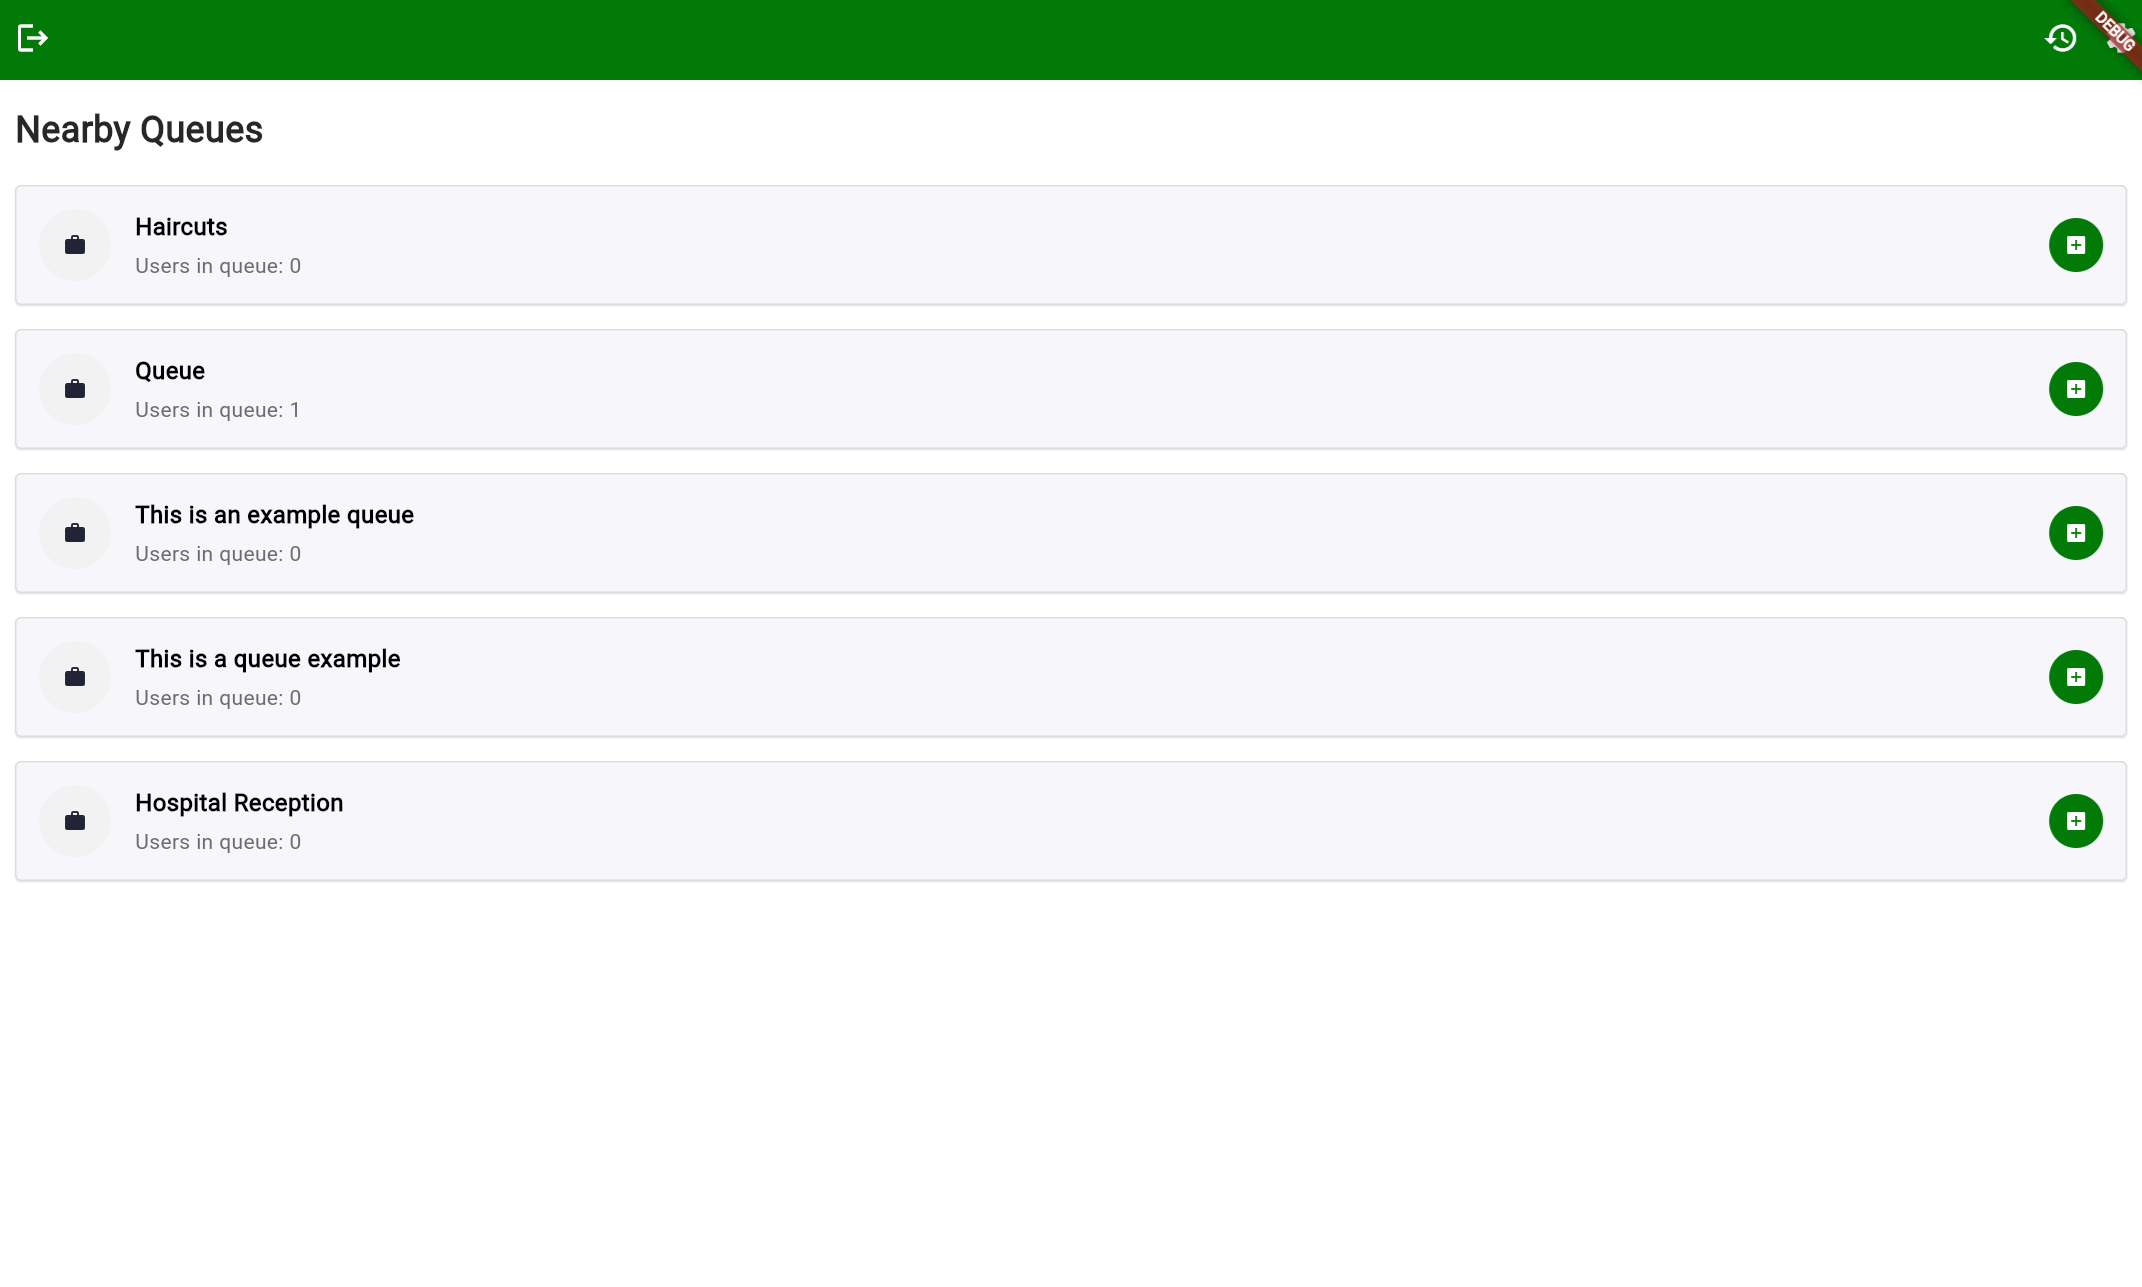 DEBUG
Nearby Queues
Haircuts
Users in queue: 0
Queue
Users in queue: 1
This is an example queue
Users in queue: 0
This is a queue example
Users in queue: 0
Hospital Reception
Users in queue: 0